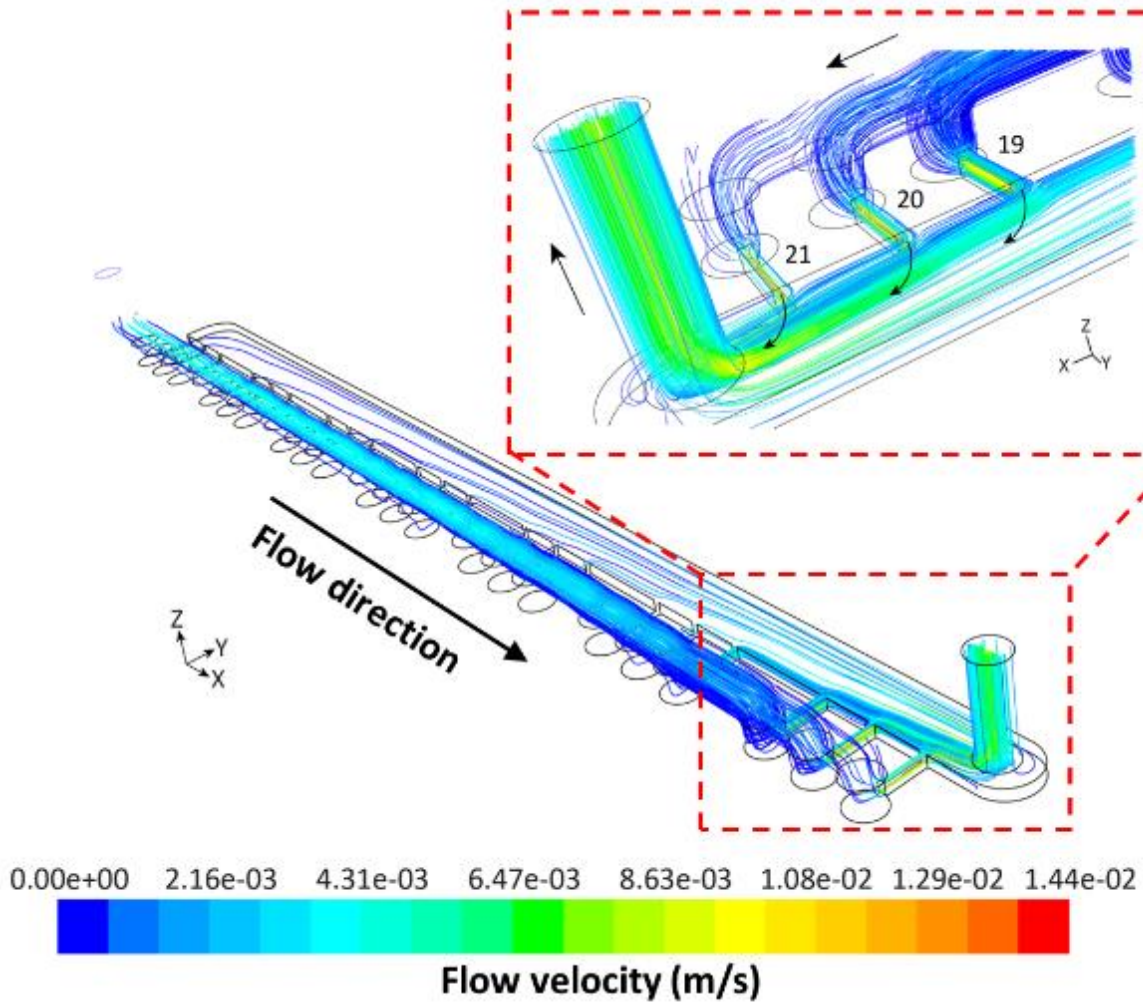 19
20
21
Z
X Y
Flow direction
Z
Y
X
0.00e+00 2.16e-03 4.31e-03 6.47e-03 8.63e-03 1.08e-02 1.29e-02 1.44e-02
Flow velocity (m/s)